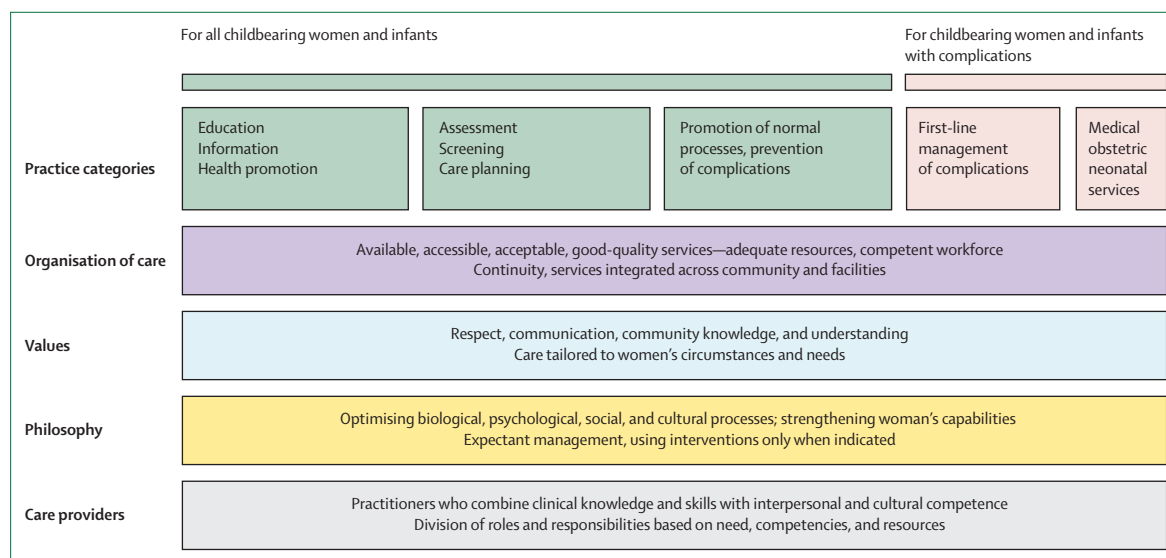 For all childbearing women and infants
For childbearing women and infants
with complications
Practice categories
Education
Information
Health promotion
Assessment
Screening
Care planning
Promotion of normal
processes, prevention
of complications
First-line
management
of complications
Medical
obstetric
neonatal
services
Organisation of care
Available, accessible, acceptable, good-quality services—adequate resources, competent workforce
Continuity, services integrated across community and facilities
Values
Respect, communication, community knowledge, and understanding
Care tailored to women's circumstances and needs
Philosophy
Optimising biological, psychological, social, and cultural processes; strengthening woman's capabilities
Expectant management, using interventions only when indicated
Care providers
Practitioners who combine clinical knowledge and skills with interpersonal and cultural competence
Division of roles and responsibilities based on need, competencies, and resources